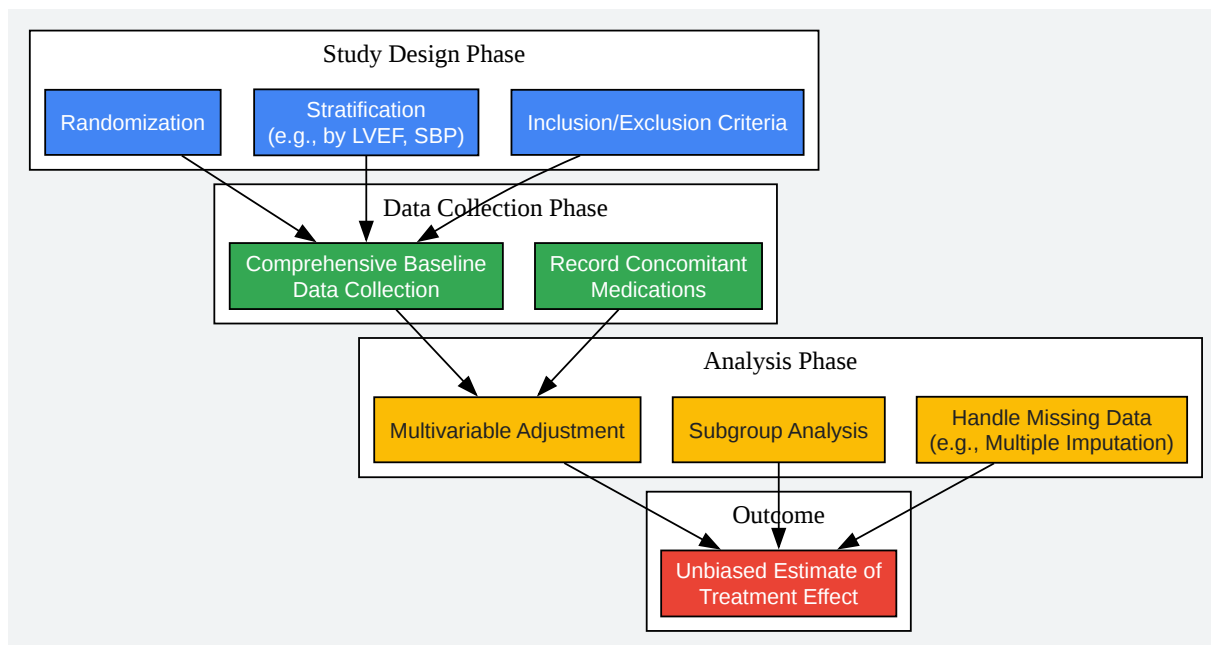 Study Design Phase
Randomization
Stratification
(e.g., by LVEF, SBP)
Inclusion/Exclusion Criteria
Data Collection Phase
Comprehensive Baseline
Data Collection
Record Concomitant
Medications
Analysis Phase
Multivariable Adjustment
Subgroup Analysis
Handle Missing Data
(e.g., Multiple Imputation)
Outcome
Unbiased Estimate of
Treatment Effect